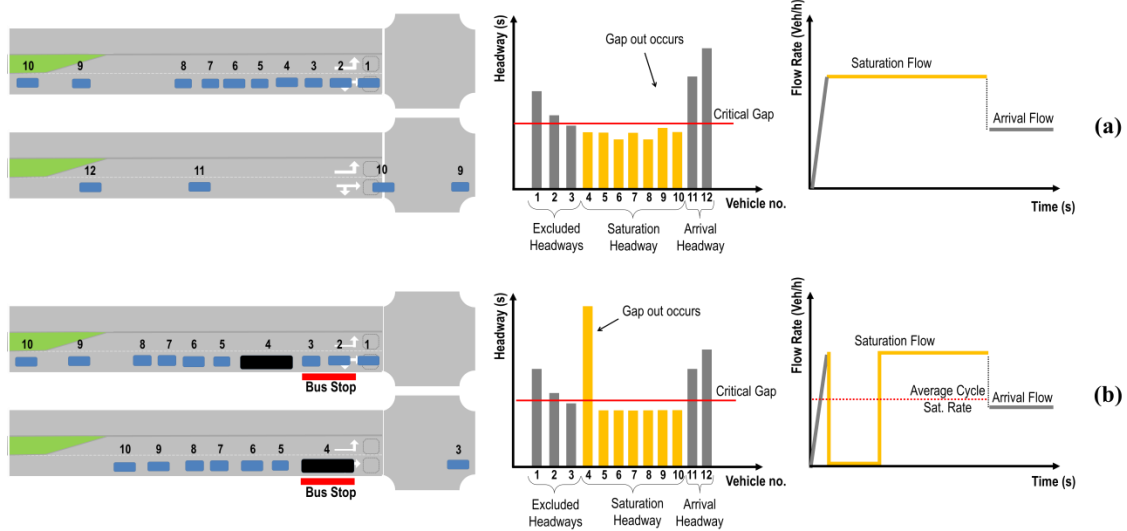 10 9 8 7 6 5 4 3 2 1
12 11 10 9
Headway (s)
Gap out occurs
Critical Gap
1 2 3 4 5 6 7 8 9 10 11 12 Vehicle no.
Excluded
Headways
Saturation
Headway
Arrival
Headway
Flow Rate (Veh/h)
Saturation Flow
Arrival Flow
Time (s)
(a)
10 9 8 7 6 5 4 3 2 1
Bus Stop
10 9 8 7 6 5 4 3
Bus Stop
Headway (s)
Gap out occurs
Critical Gap
1 2 3 4 5 6 7 8 9 10 11 12 Vehicle no.
Excluded
Headways
Saturation
Headway
Arrival
Headway
Flow Rate (Veh/h)
Saturation Flow
Average Cycle
Sat. Rate
Arrival Flow
Time (s)
(b)